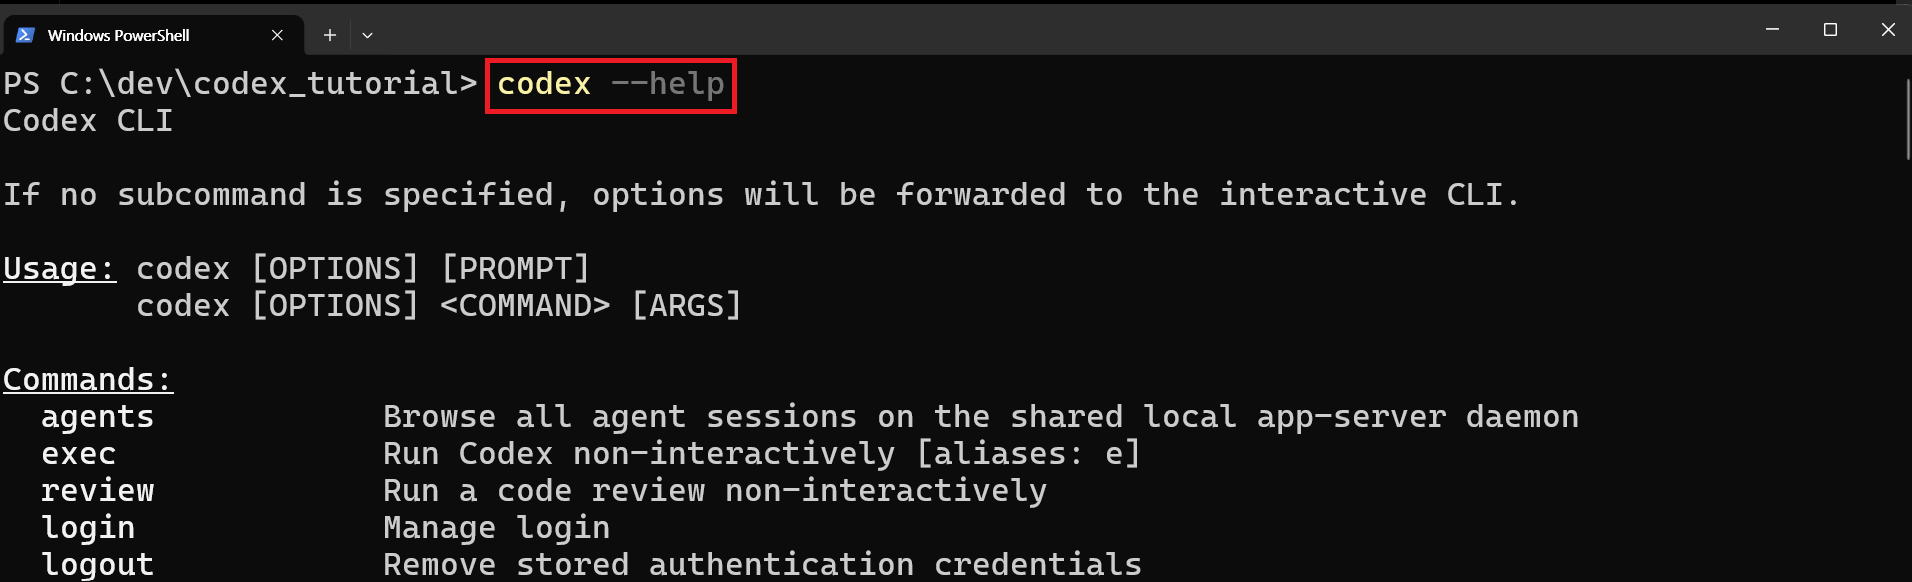 Windows PowerShell
PS C:\dev\codex_tutorial> codex --help
Codex CLI
If no subcommand is specified, options will be forwarded to the interactive CLI.
Usage: codex [OPTIONS] [PROMPT]
codex [OPTIONS] <COMMAND> [ARGS]
Commands:
agents Browse all agent sessions on the shared local app-server daemon
exec Run Codex non-interactively [aliases: e]
review Run a code review non-interactively
login Manage login
logout Remove stored authentication credentials